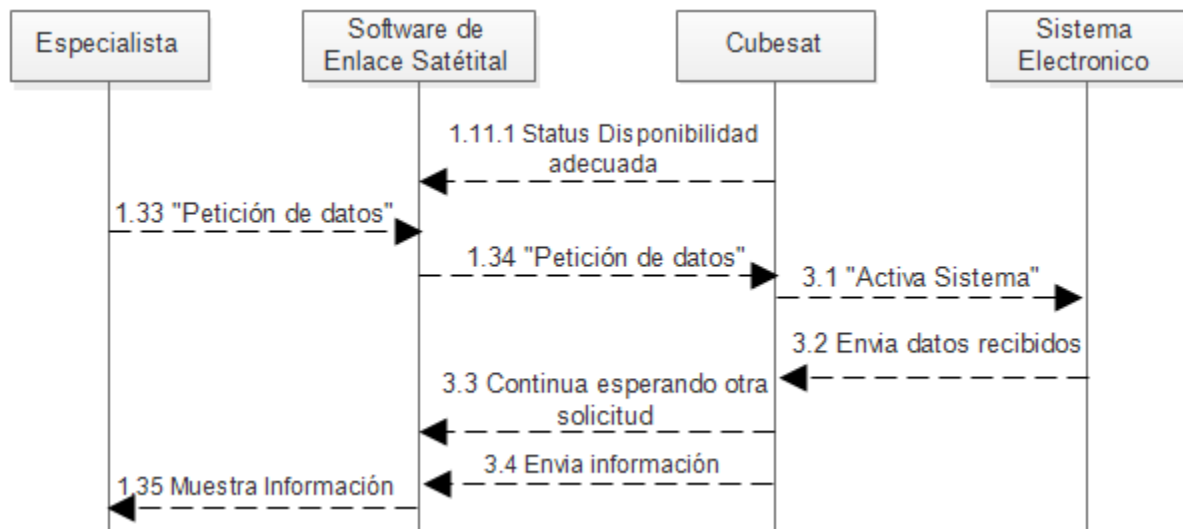 Especialista
Software de
Enlace Satétital
Cubesat
Sistema
Electronico
1.11.1 Status Disponibilidad
adecuada
1.33 "Petición de datos"
1.34 "Petición de datos"
3.1 "Activa Sistema"
3.2 Envia datos recibidos
3.3 Continua esperando otra
solicitud
3.4 Envia información
1.35 Muestra Información